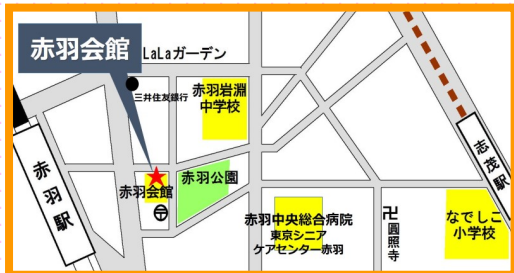 赤羽会館
LaLaガーデン
三井住友銀行
赤羽岩淵
中学校
赤羽駅
赤羽会館
赤羽公園
志茂駅
赤羽中央総合病院
東京シニア
ケアセンター赤羽
卍圓照寺
なでしこ
小学校